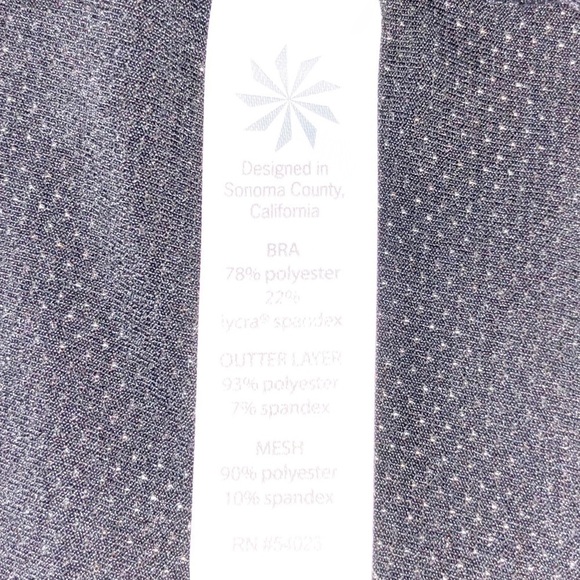 Designed in
Sonoma County,
California
BRA
78% polyester
22%
lycra® spandex
OUTTER LAYER
93% polyester
7% spandex
MESH
90% polyester
10% spandex
RN #54023